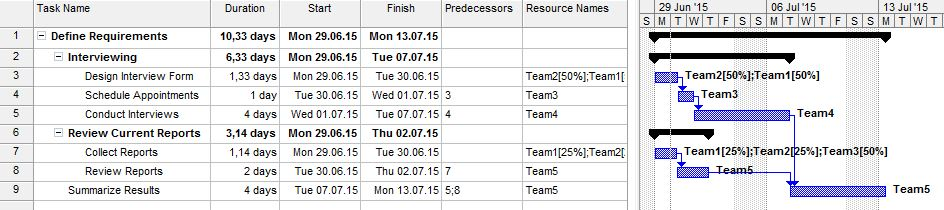 Task Name Duration Start Finish Predecessors Resource Names 29 Jun '15 06 Jul '15 13 Jul '15
S M T W T F S S M T W T F S S M T W T
1 Define Requirements 10,33 days Mon 29.06.15 Mon 13.07.15
2 Interviewing 6,33 days Mon 29.06.15 Tue 07.07.15
3 Design Interview Form 1,33 days Mon 29.06.15 Tue 30.06.15 Team2[50%];Team1[ Team2[50%];Team1[50%]
4 Schedule Appointments 1 day Tue 30.06.15 Wed 01.07.15 3 Team3 Team3
5 Conduct Interviews 4 days Wed 01.07.15 Tue 07.07.15 4 Team4 Team4
6 Review Current Reports 3,14 days Mon 29.06.15 Thu 02.07.15
7 Collect Reports 1,14 days Mon 29.06.15 Tue 30.06.15 Team1[25%];Team2[ Team1[25%];Team2[25%];Team3[50%]
8 Review Reports 2 days Tue 30.06.15 Thu 02.07.15 7 Team5 Team5
9 Summarize Results 4 days Tue 07.07.15 Mon 13.07.15 5;8 Team5 Team5